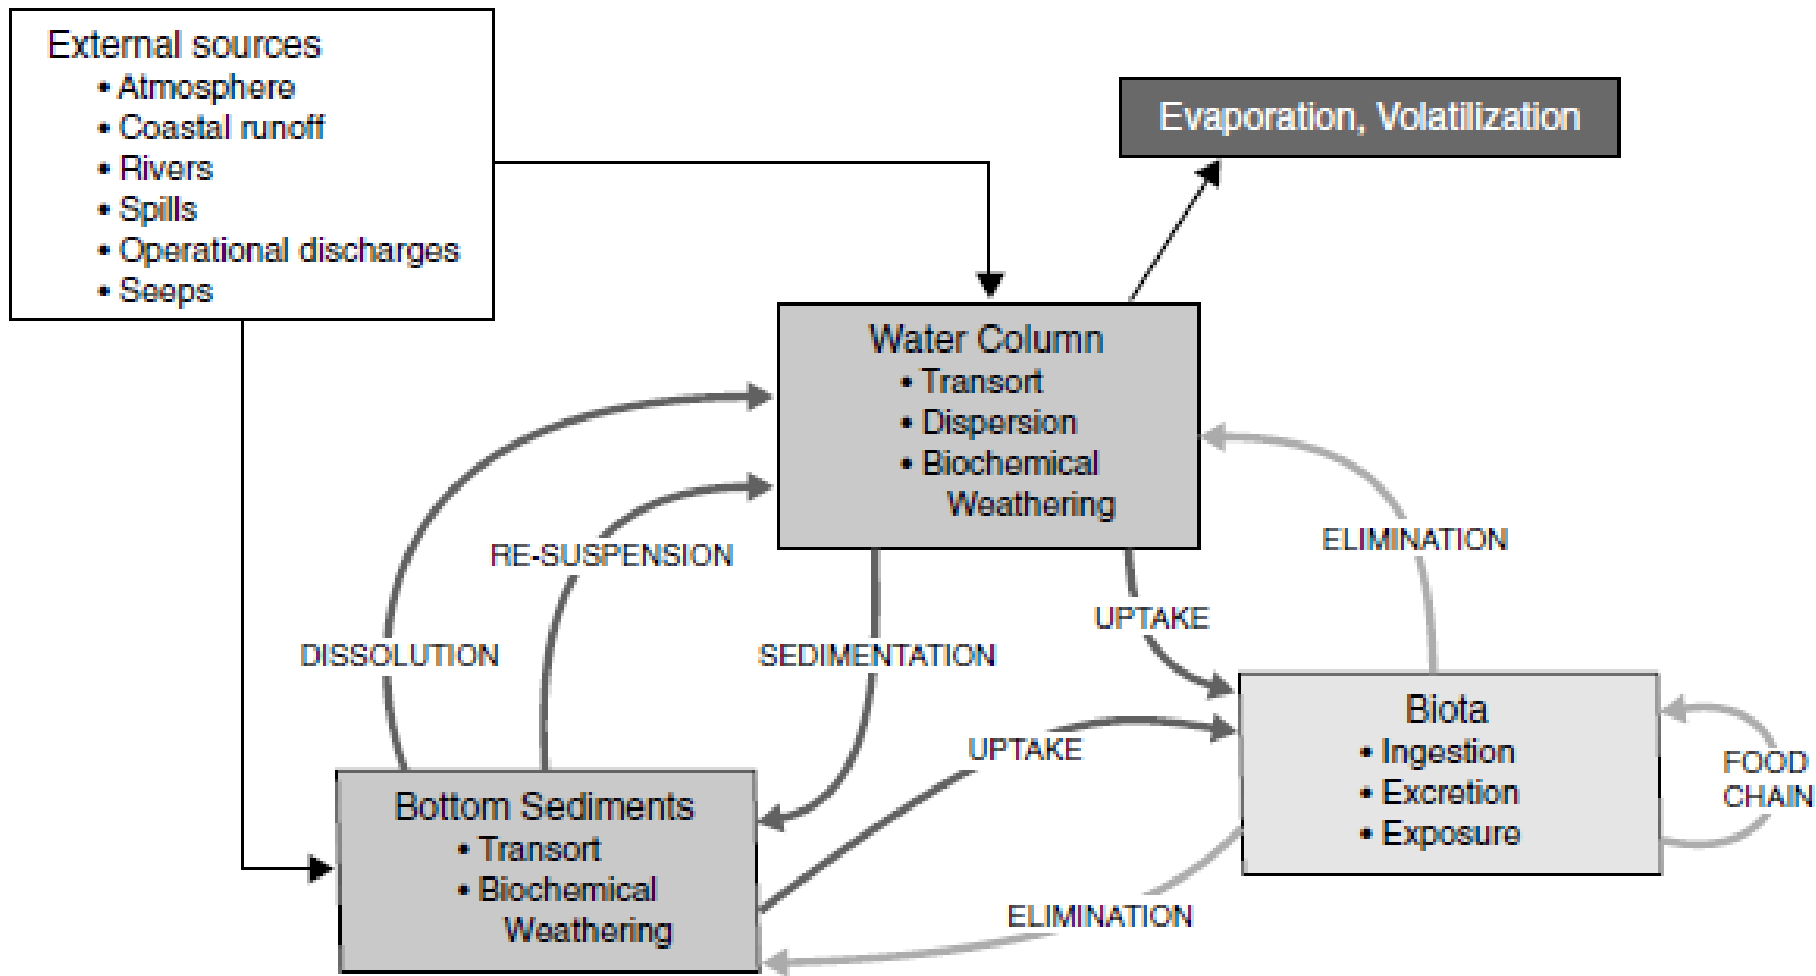 External sources
• Atmosphere
• Coastal runoff
• Rivers
• Spills
• Operational discharges
• Seeps
Evaporation, Volatilization
Water Column
• Transort
• Dispersion
• Biochemical
Weathering
RE-SUSPENSION
ELIMINATION
UPTAKE
DISSOLUTION
SEDIMENTATION
Biota
• Ingestion
• Excretion
• Exposure
UPTAKE
FOOD
CHAIN
Bottom Sediments
• Transort
• Biochemical
Weathering
ELIMINATION